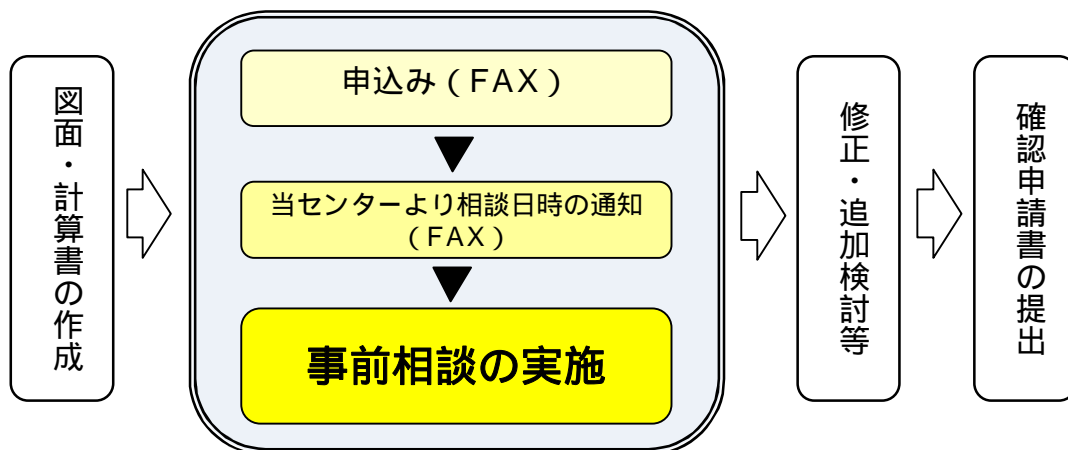 図面・計算書の作成
申込み（FAX）
当センターより相談日時の通知
（FAX）
事前相談の実施
修正・追加検討等
確認申請書の提出